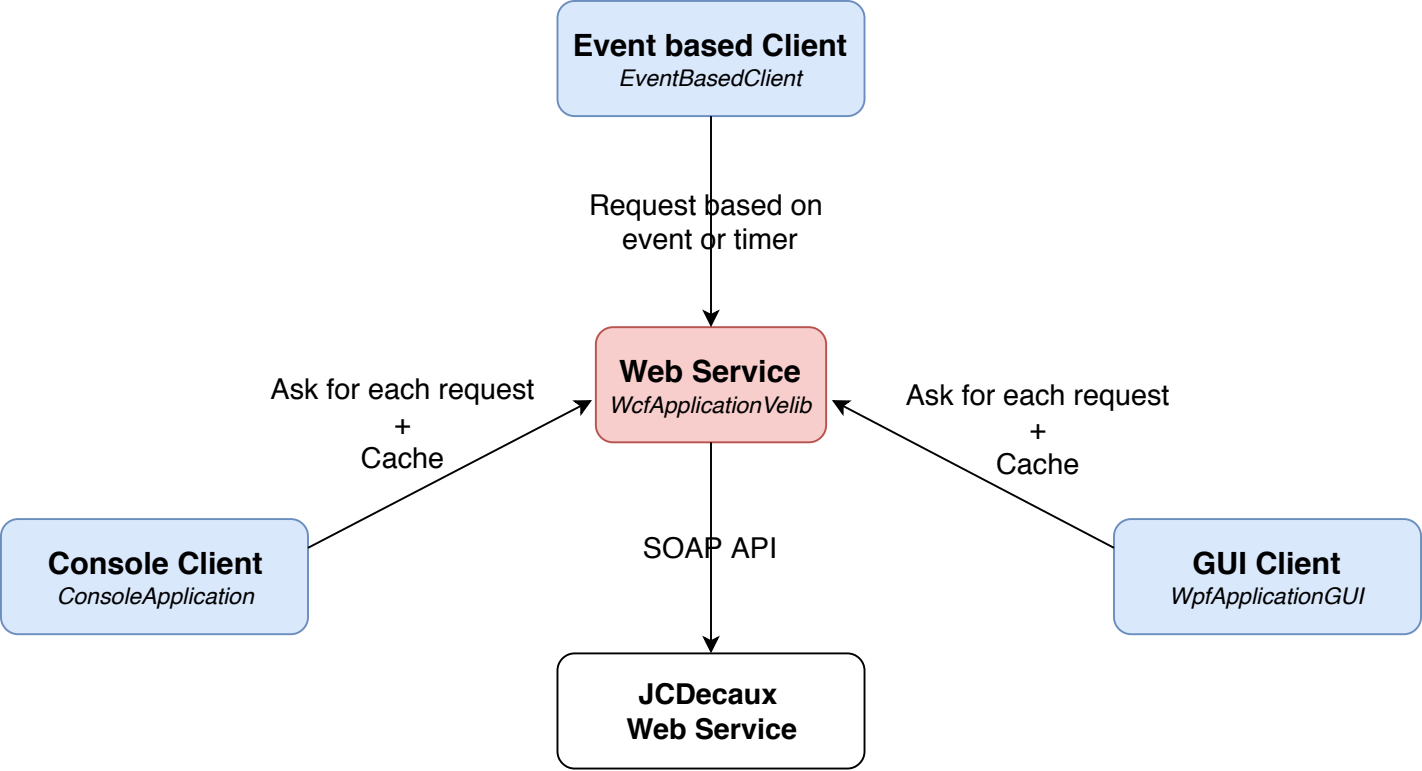 Event based Client
EventBasedClient
Request based on
event or timer
Web Service
WcfApplicationVelib
Ask for each request
+
Cache
Ask for each request
+
Cache
SOAP API
Console Client
ConsoleApplication
GUI Client
WpfApplicationGUI
JCDecaux
Web Service